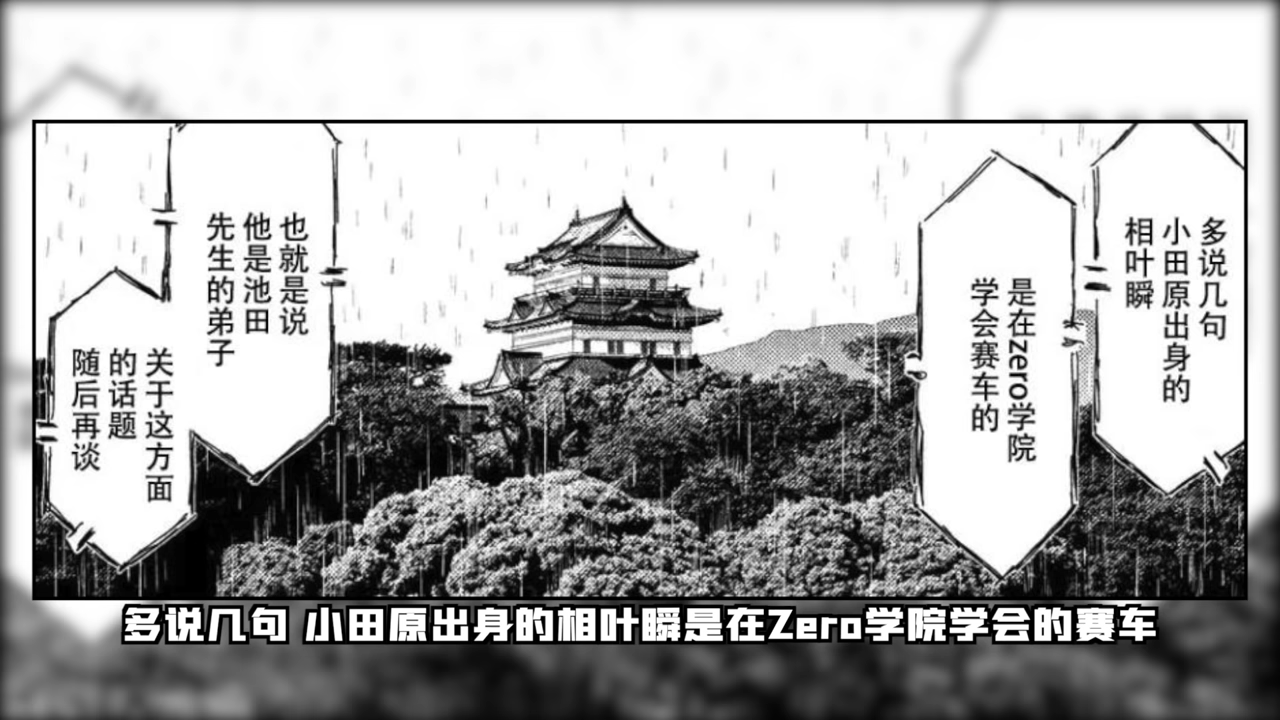 多说几句
小田原出身的
相叶瞬
是在zero学院
学会赛车的
也就是说
他是池田
先生的弟子
关于这方面
的话题
随后再谈
多说几句 小田原出身的相叶瞬是在Zero学院学会的赛车